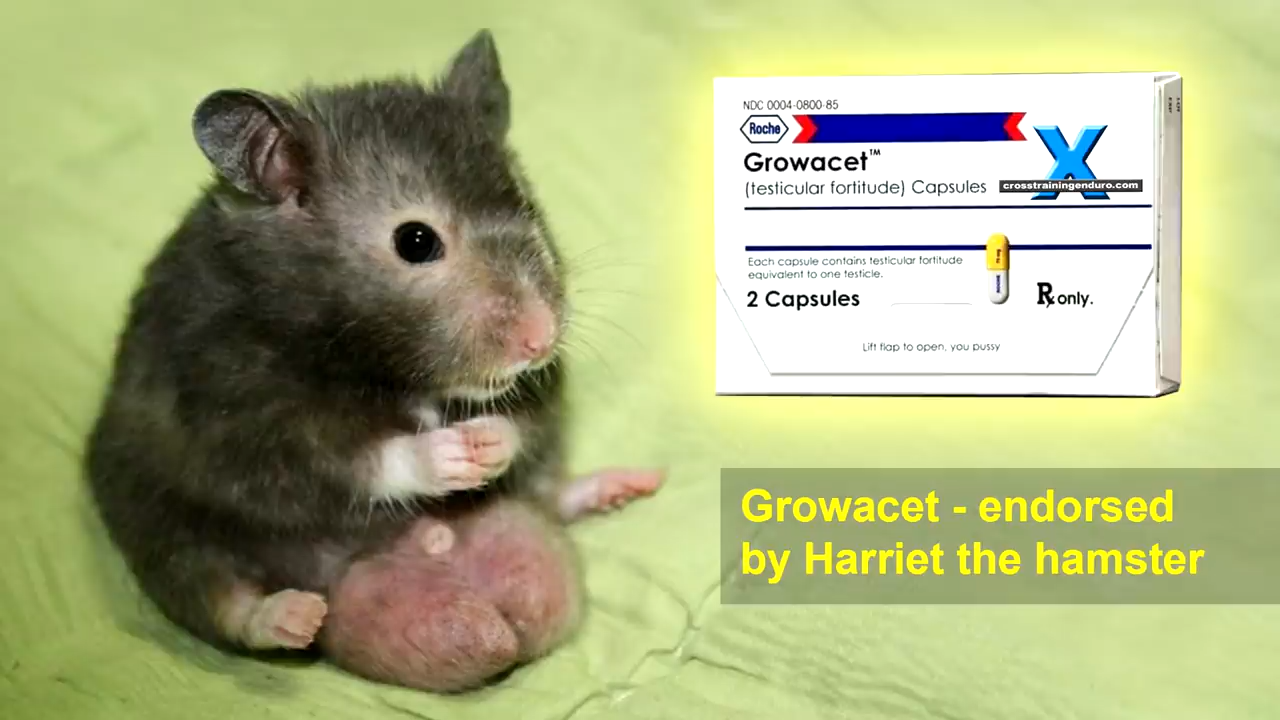 NDC 0004-0800-85
Roche
Growacet™
(testicular fortitude) Capsules
crosstrainingenduro.com
Each capsule contains testicular fortitude
equivalent to one testicle.
2 Capsules
Rx only.
Lift flap to open, you pussy
Growacet - endorsed
by Harriet the hamster